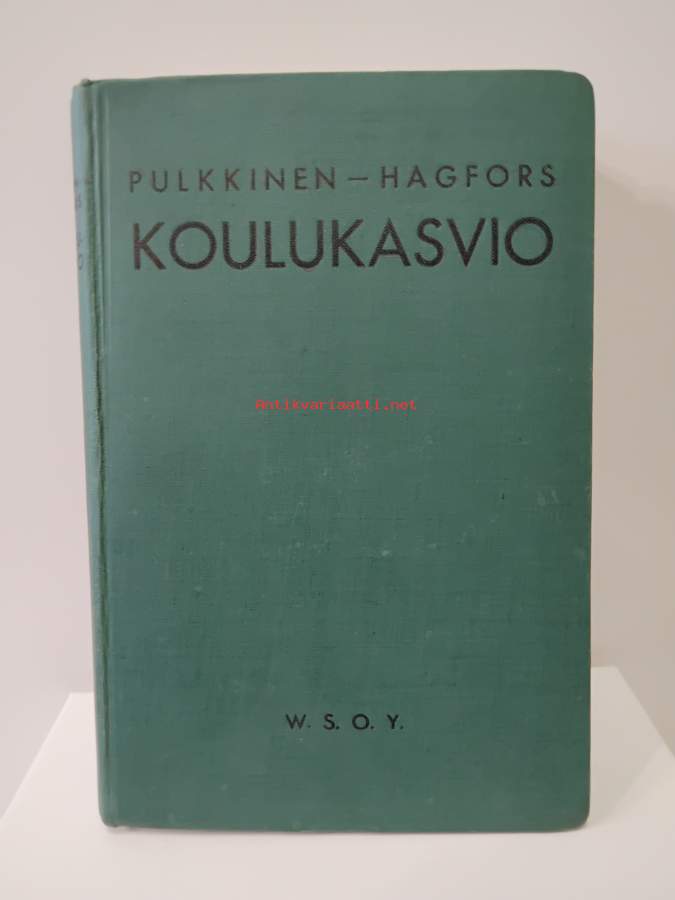 PULKKINEN — HAGFORS
KOULUKASVIO
Antikvariaatti.net
W. S. O. Y.